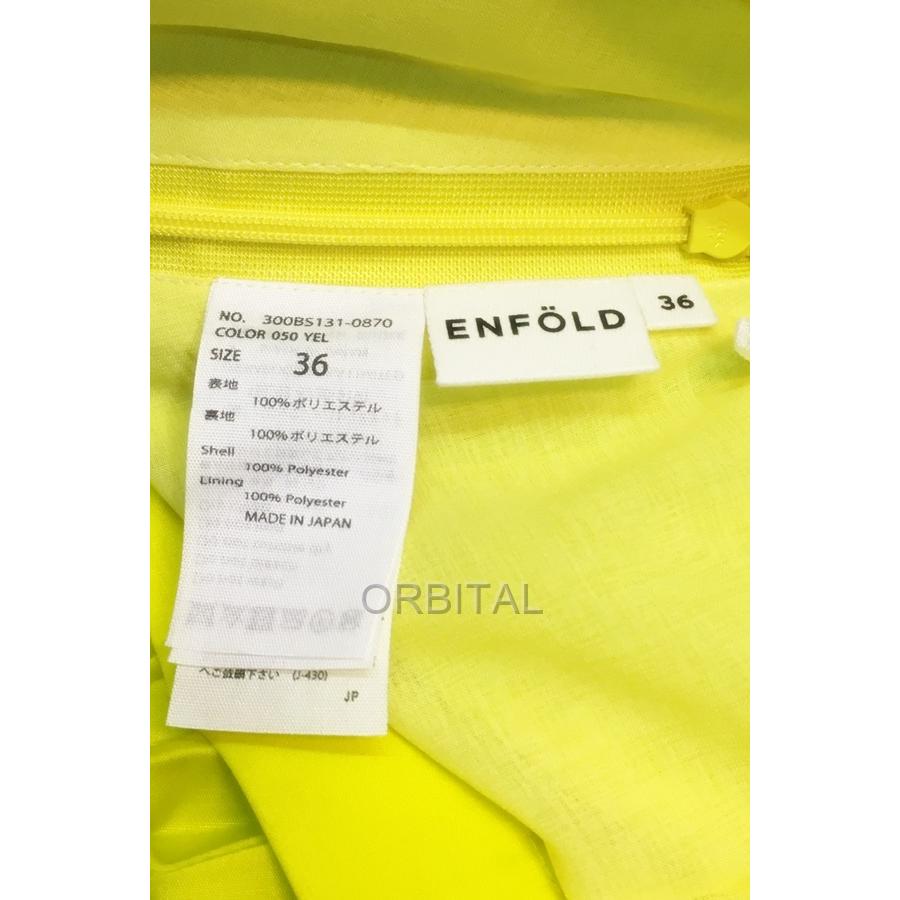 NO. 300BS131-0870
COLOR 050 YEL
SIZE 36
表地
100%ポリエステル
裏地
100%ポリエステル
Shell
100% Polyester
Lining
100% Polyester
MADE IN JAPAN
(J-430)
JP
ENFÖLD
36
ORBITAL